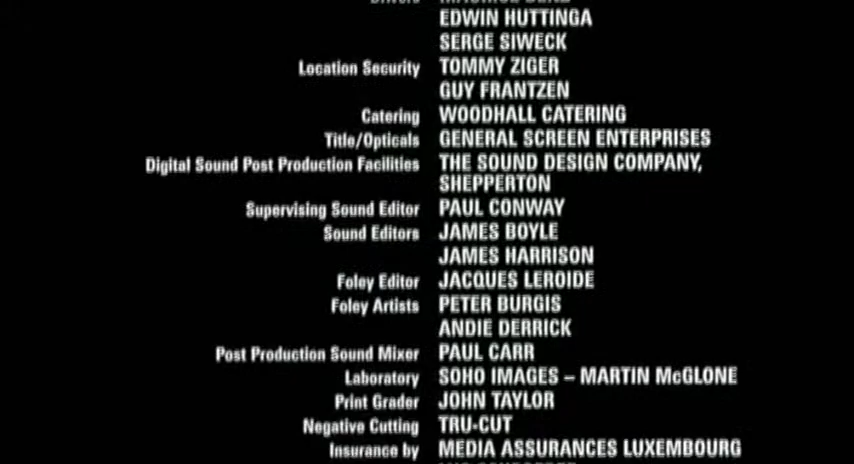 Drivers
EDWIN HUTTINGA
SERGE SIWECK
Location Security TOMMY ZIGER
GUY FRANTZEN
Catering WOODHALL CATERING
Title/Opticals GENERAL SCREEN ENTERPRISES
Digital Sound Post Production Facilities THE SOUND DESIGN COMPANY,
SHEPPERTON
Supervising Sound Editor PAUL CONWAY
Sound Editors JAMES BOYLE
JAMES HARRISON
Foley Editor JACQUES LEROIDE
Foley Artists PETER BURGIS
ANDIE DERRICK
Post Production Sound Mixer PAUL CARR
Laboratory SOHO IMAGES – MARTIN McGLONE
Print Grader JOHN TAYLOR
Negative Cutting TRU-CUT
Insurance by MEDIA ASSURANCES LUXEMBOURG